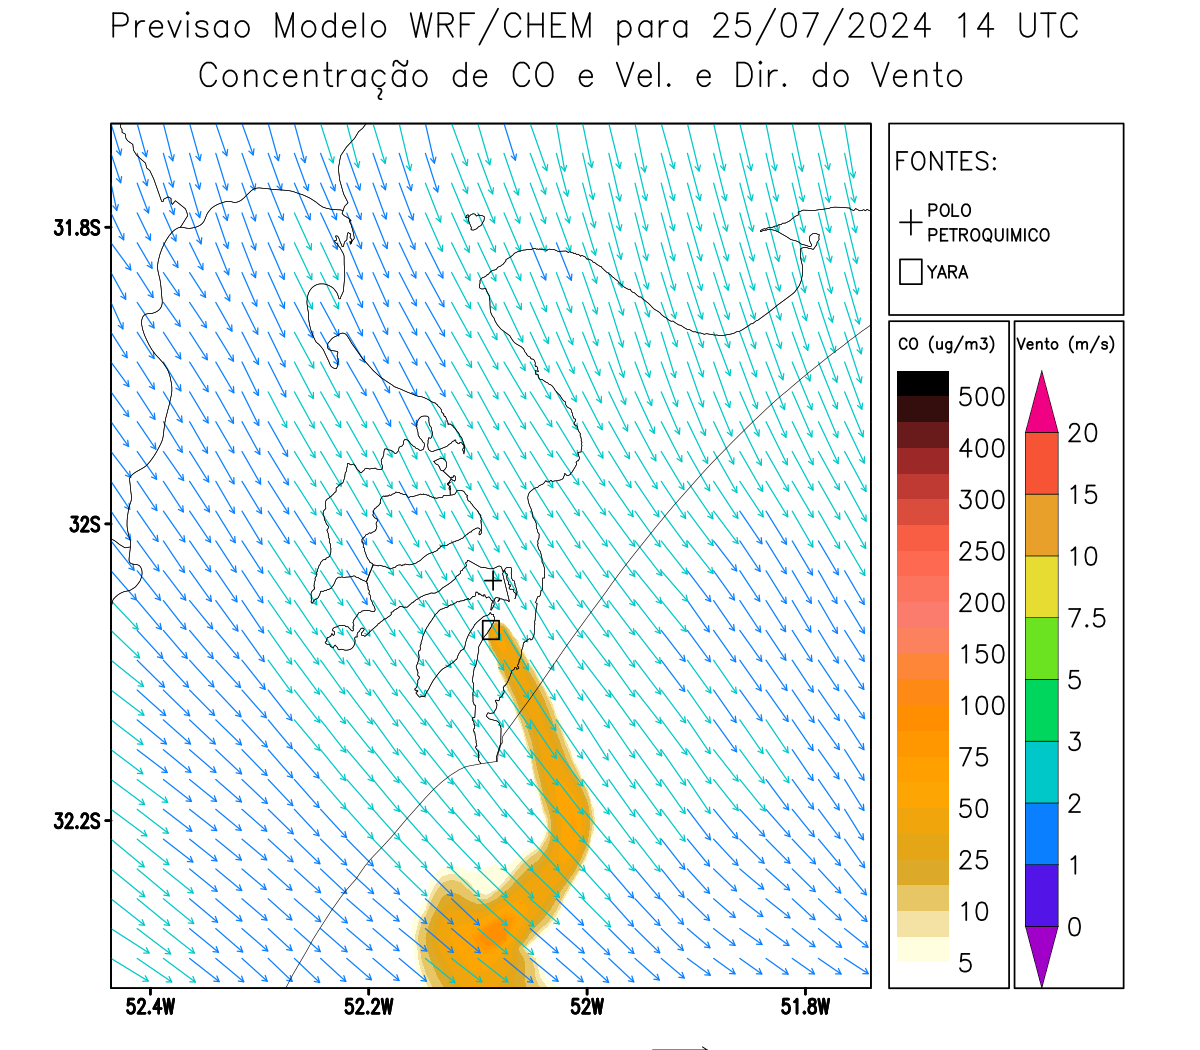 Previsao Modelo WRF/CHEM para 25/07/2024 14 UTC
Concentração de CO e Vel. e Dir. do Vento
FONTES:
POLO
PETROQUIMICO
YARA
CO (ug/m3)
500
400
300
250
200
150
100
75
50
25
10
5
Vento (m/s)
20
15
10
7.5
5
3
2
1
0
31.8S
32S
32.2S
52.4W
52.2W
52W
51.8W